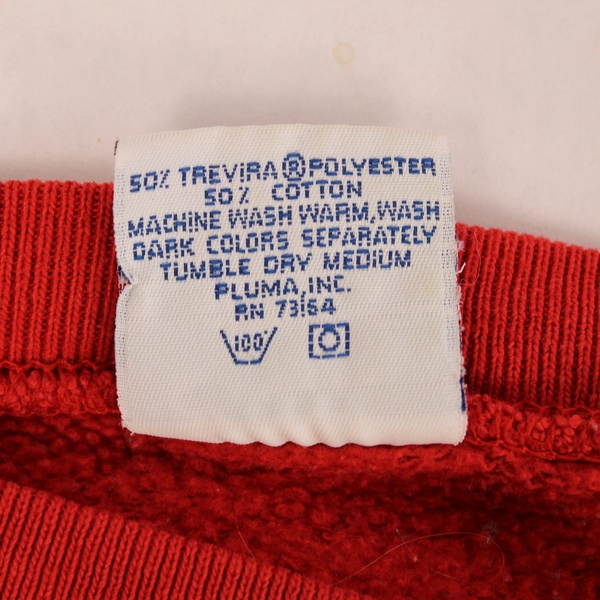 50% TREVIRA®POLYESTER
50% COTTON
MACHINE WASH WARM, WASH
DARK COLORS SEPARATELY
TUMBLE DRY MEDIUM
PLUMA, INC.
RN 73164
100